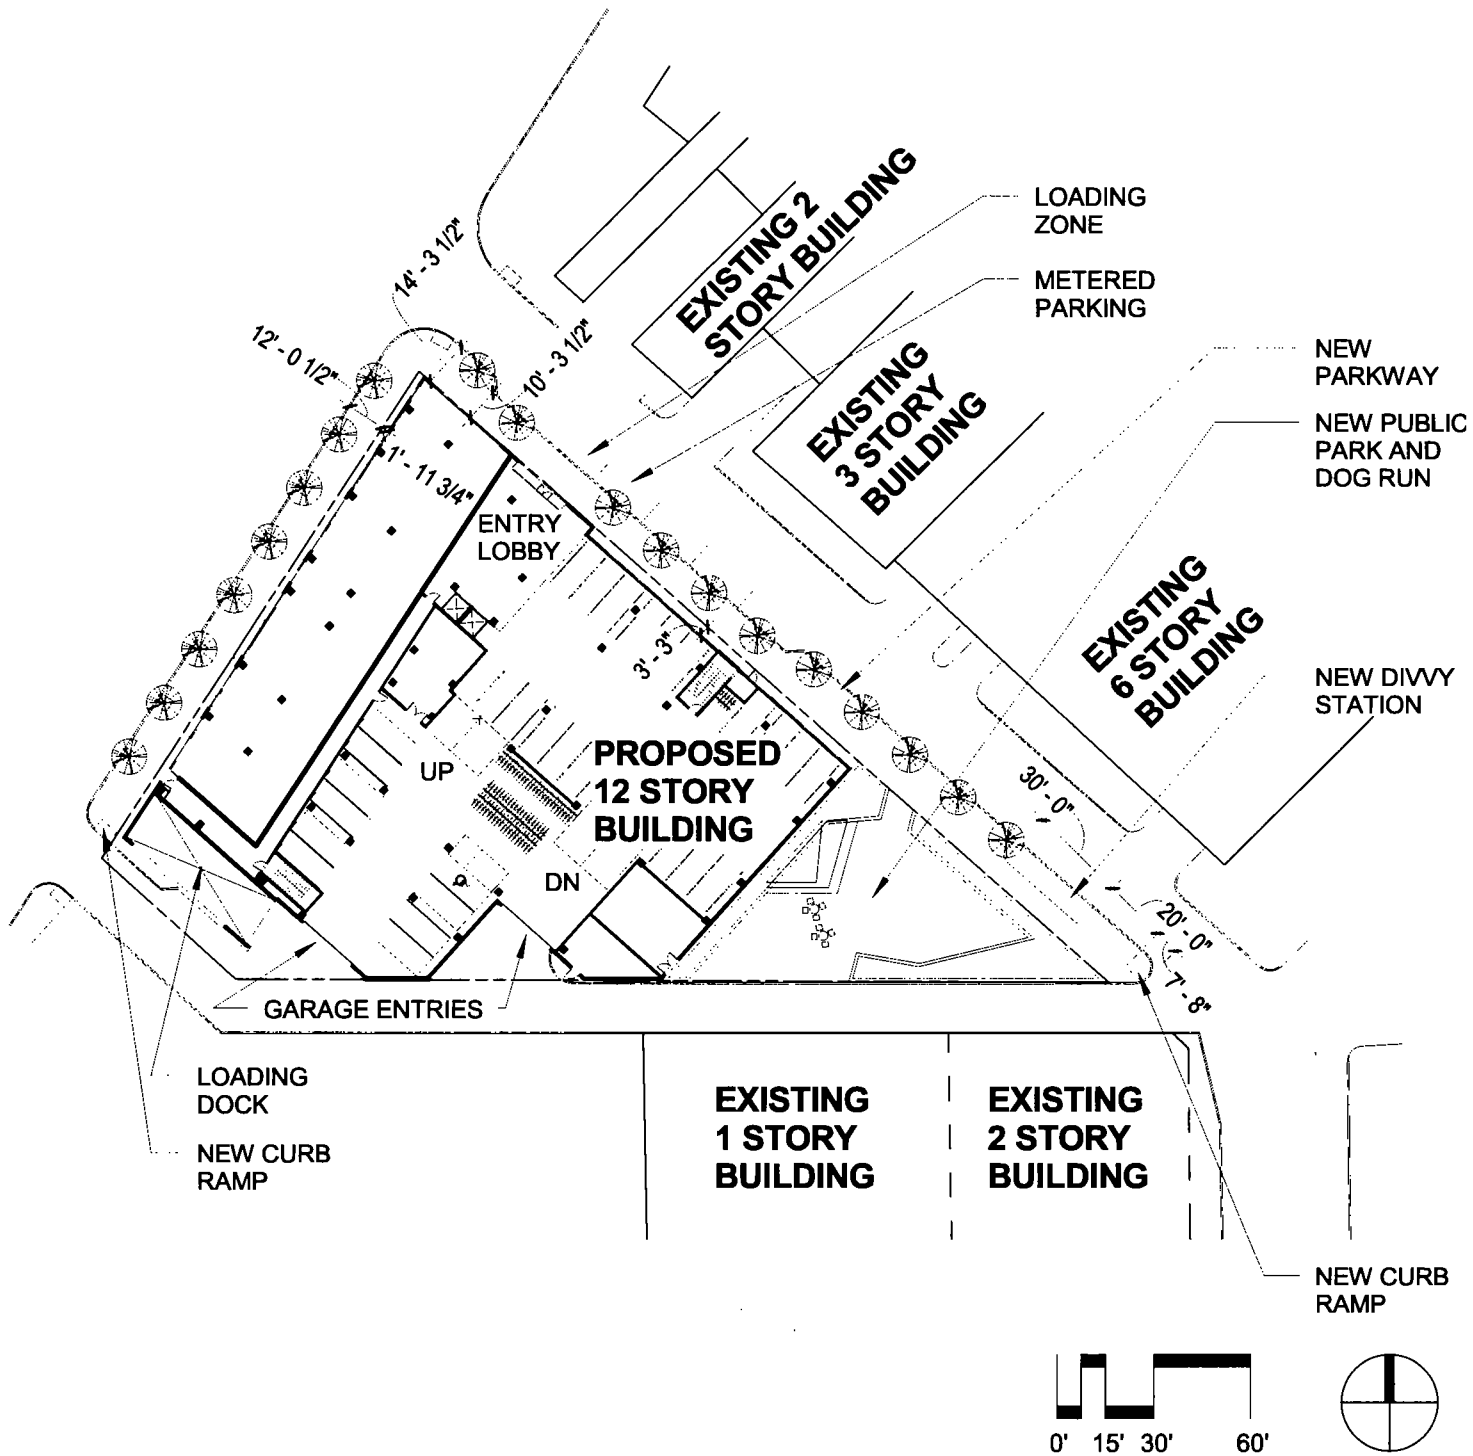 EXISTING 2
STORY BUILDING
LOADING
ZONE
METERED
PARKING
14' - 3 1/2"
12' - 0 1/2"
10' - 3 1/2"
1' - 11 3/4"
NEW
PARKWAY
EXISTING
3 STORY
BUILDING
NEW PUBLIC
PARK AND
DOG RUN
ENTRY
LOBBY
EXISTING
6 STORY
BUILDING
3' - 3"
NEW DIVVY
STATION
UP
PROPOSED
12 STORY
BUILDING
30' - 0"
DN
20' - 0"
7' - 8"
GARAGE ENTRIES
LOADING
DOCK
NEW CURB
RAMP
EXISTING
1 STORY
BUILDING
EXISTING
2 STORY
BUILDING
NEW CURB
RAMP
0' 15' 30' 60'